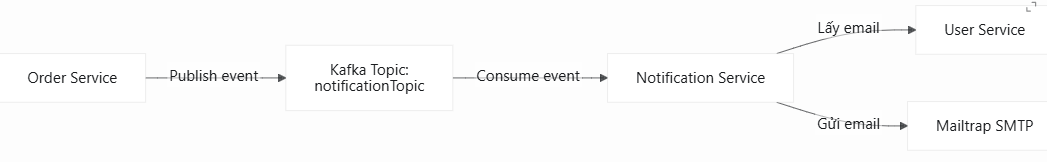 Order Service
Publish event
Kafka Topic:
notificationTopic
Consume event
Notification Service
Lấy email
User Service
Gửi email
Mailtrap SMTP